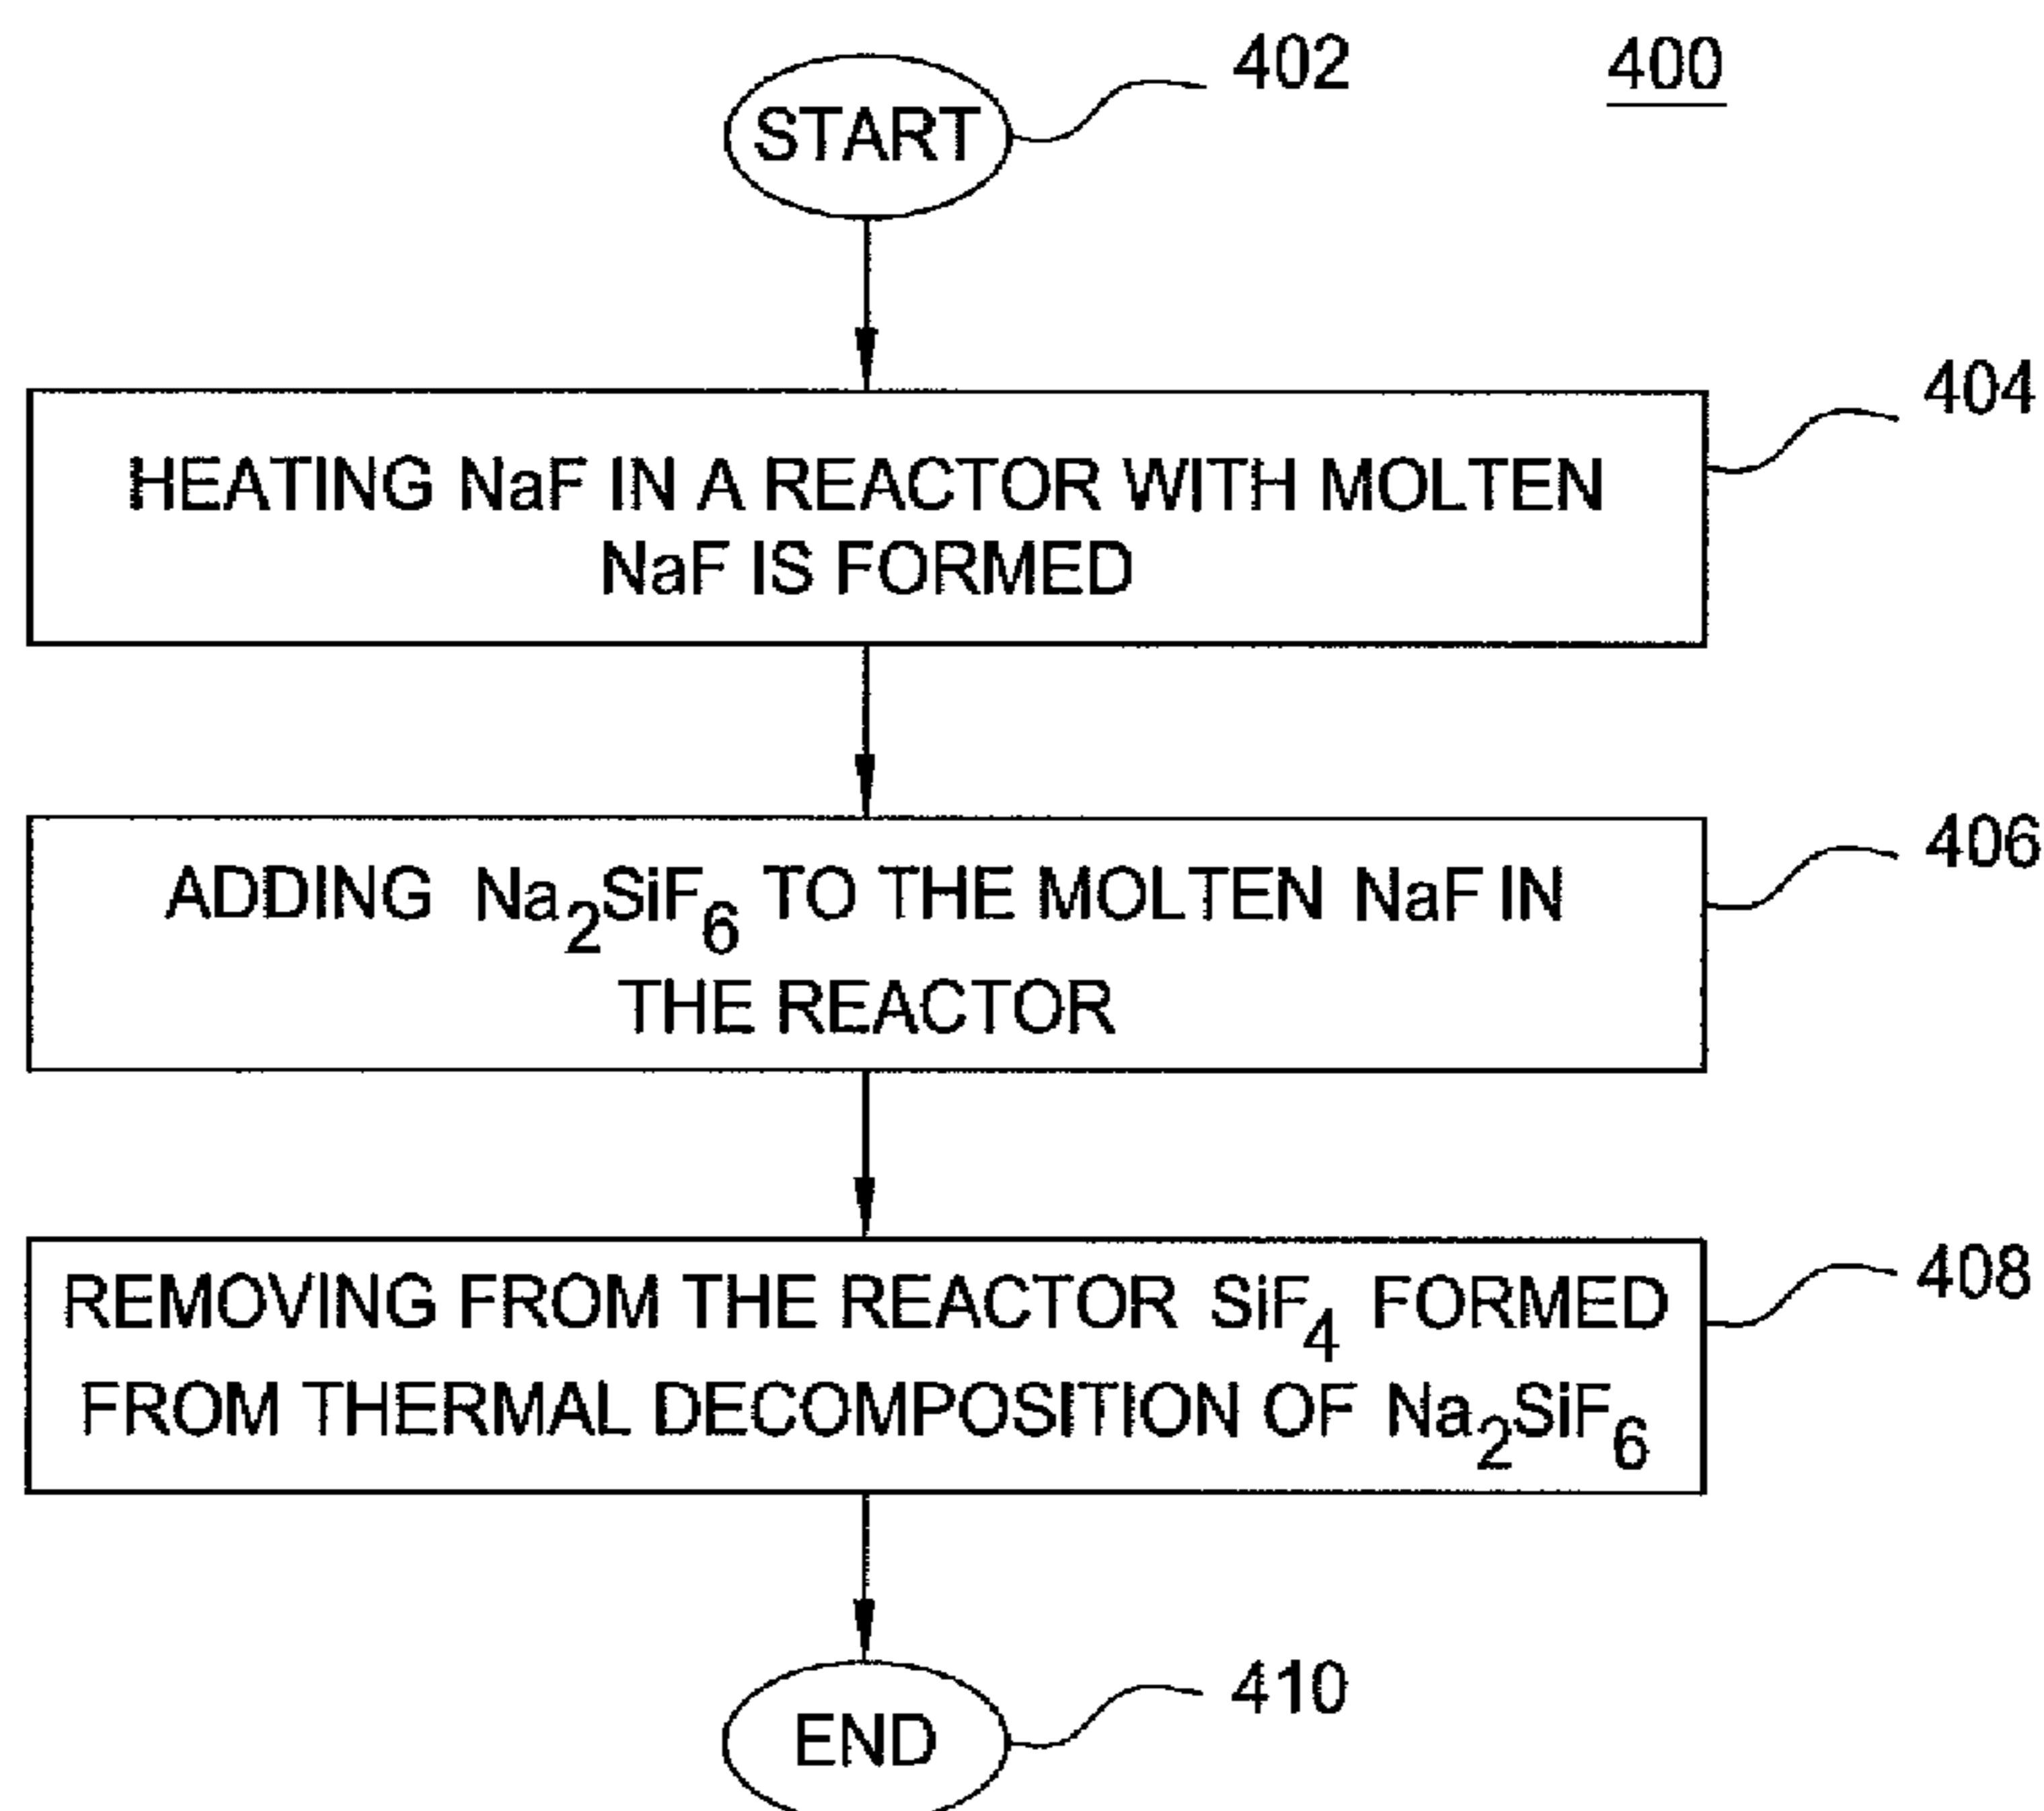 402
400
START
404
HEATING NaF IN A REACTOR WITH MOLTEN
NaF IS FORMED
406
ADDING Na₂SiF₆ TO THE MOLTEN NaF IN
THE REACTOR
408
REMOVING FROM THE REACTOR SiF₄ FORMED
FROM THERMAL DECOMPOSITION OF Na₂SiF₆
410
END